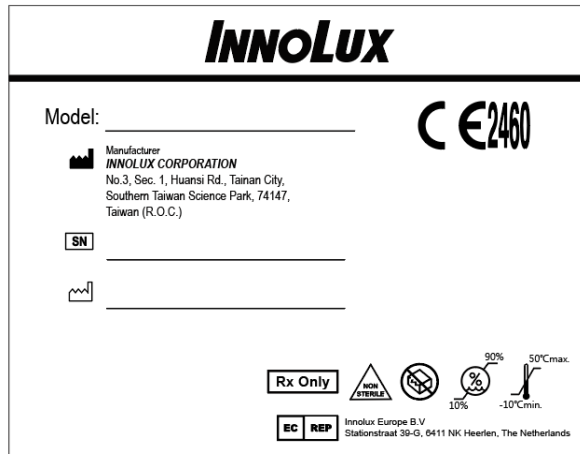 INNOLUX
Model:
CE2460
Manufacturer
INNOLUX CORPORATION
No.3, Sec. 1, Huansi Rd., Tainan City,
Southern Taiwan Science Park, 74147,
Taiwan (R.O.C.)
SN
Rx Only
NON
STERILE
%
90%
10%
50℃max.
-10℃min.
EC REP
Innolux Europe B.V
Stationstraat 39-G, 6411 NK Heerlen, The Netherlands